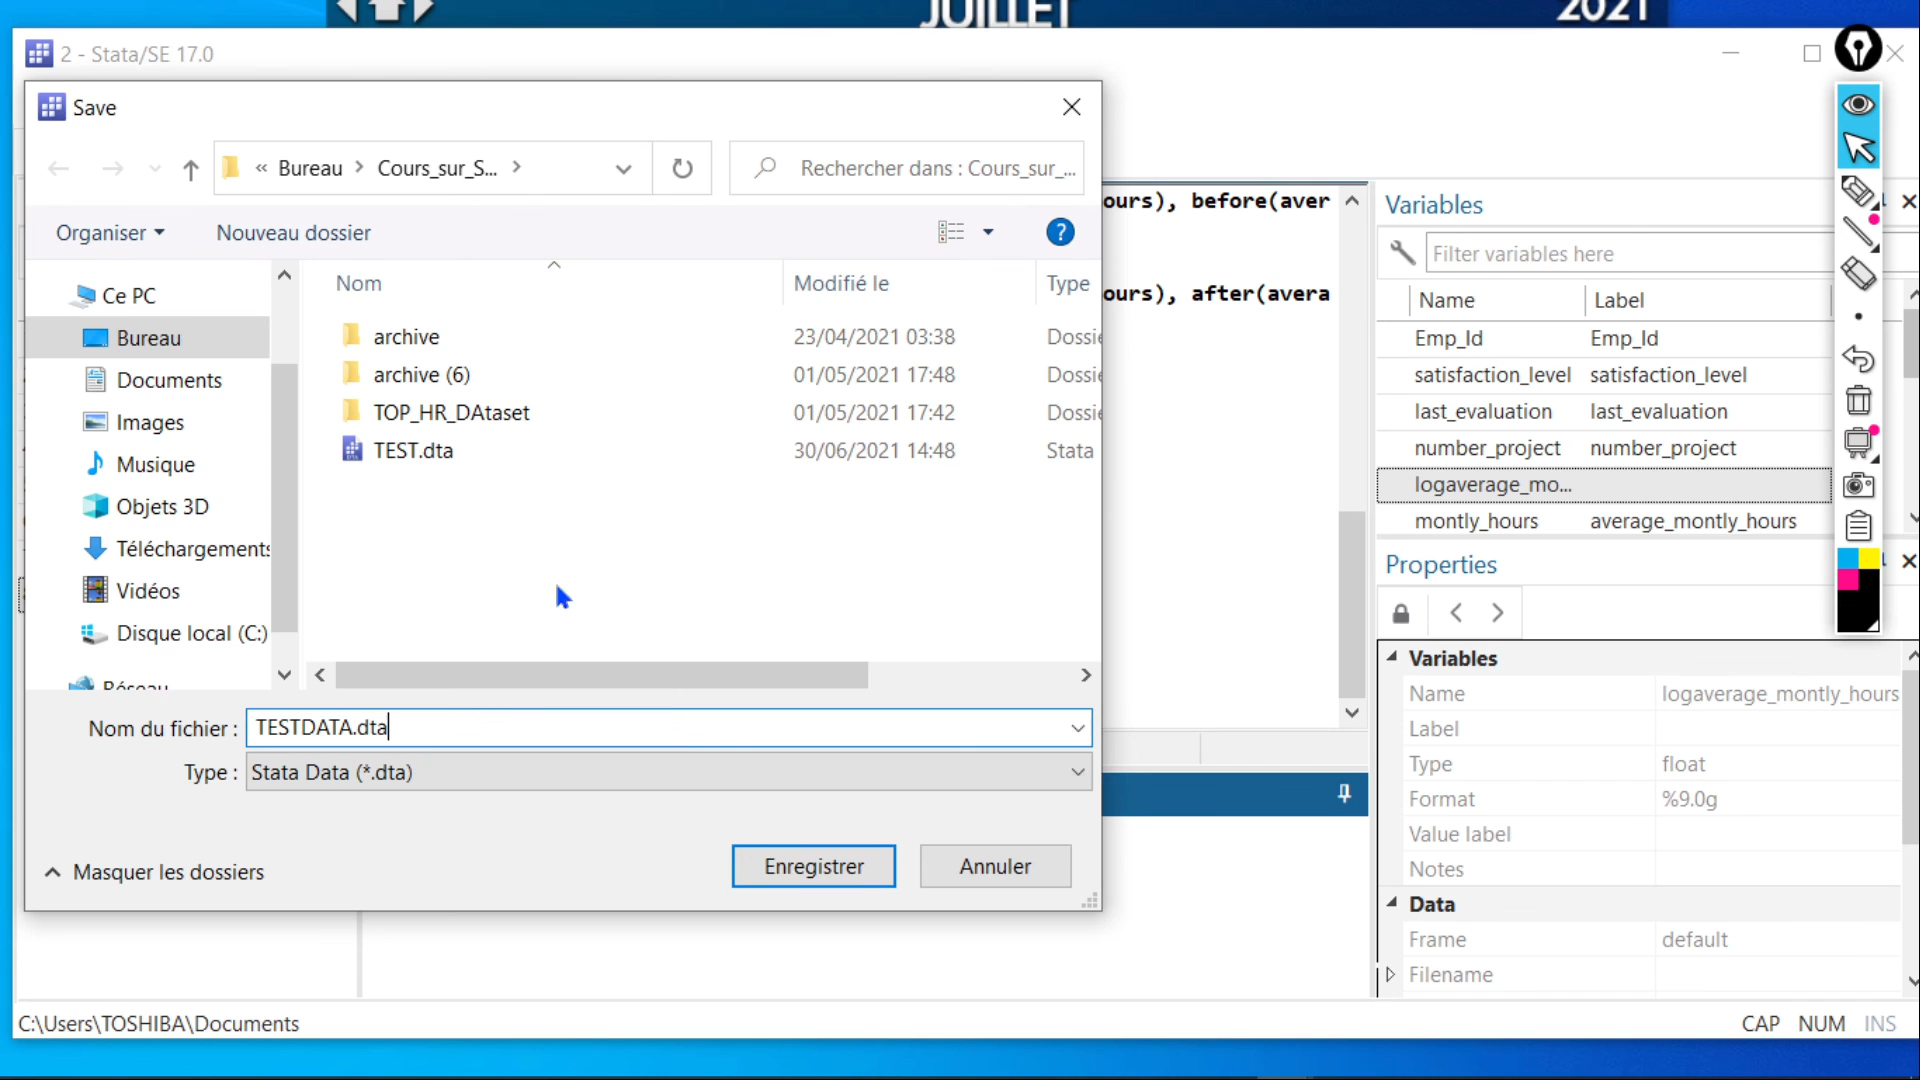 JUILLET
2021
2 - Stata/SE 17.0
Save
« Bureau > Cours_sur_S... >
Rechercher dans : Cours_sur_...
Organiser
Nouveau dossier
Nom
Modifié le
Type
Ce PC
Bureau
Documents
Images
Musique
Objets 3D
Téléchargements
Vidéos
Disque local (C:)
Réseau
archive 23/04/2021 03:38 Dossie
archive (6) 01/05/2021 17:48 Dossie
TOP_HR_DAtaset 01/05/2021 17:42 Dossie
TEST.dta 30/06/2021 14:48 Stata
Nom du fichier : TESTDATA.dta
Type : Stata Data (*.dta)
Masquer les dossiers
Enregistrer
Annuler
ours), before(aver
ours), after(avera
Variables
Filter variables here
Name Label
Emp_Id Emp_Id
satisfaction_level satisfaction_level
last_evaluation last_evaluation
number_project number_project
logaverage_mo...
montly_hours average_montly_hours
Properties
Variables
Name logaverage_montly_hours
Label
Type float
Format %9.0g
Value label
Notes
Data
Frame default
Filename
C:\Users\TOSHIBA\Documents
CAP NUM INS